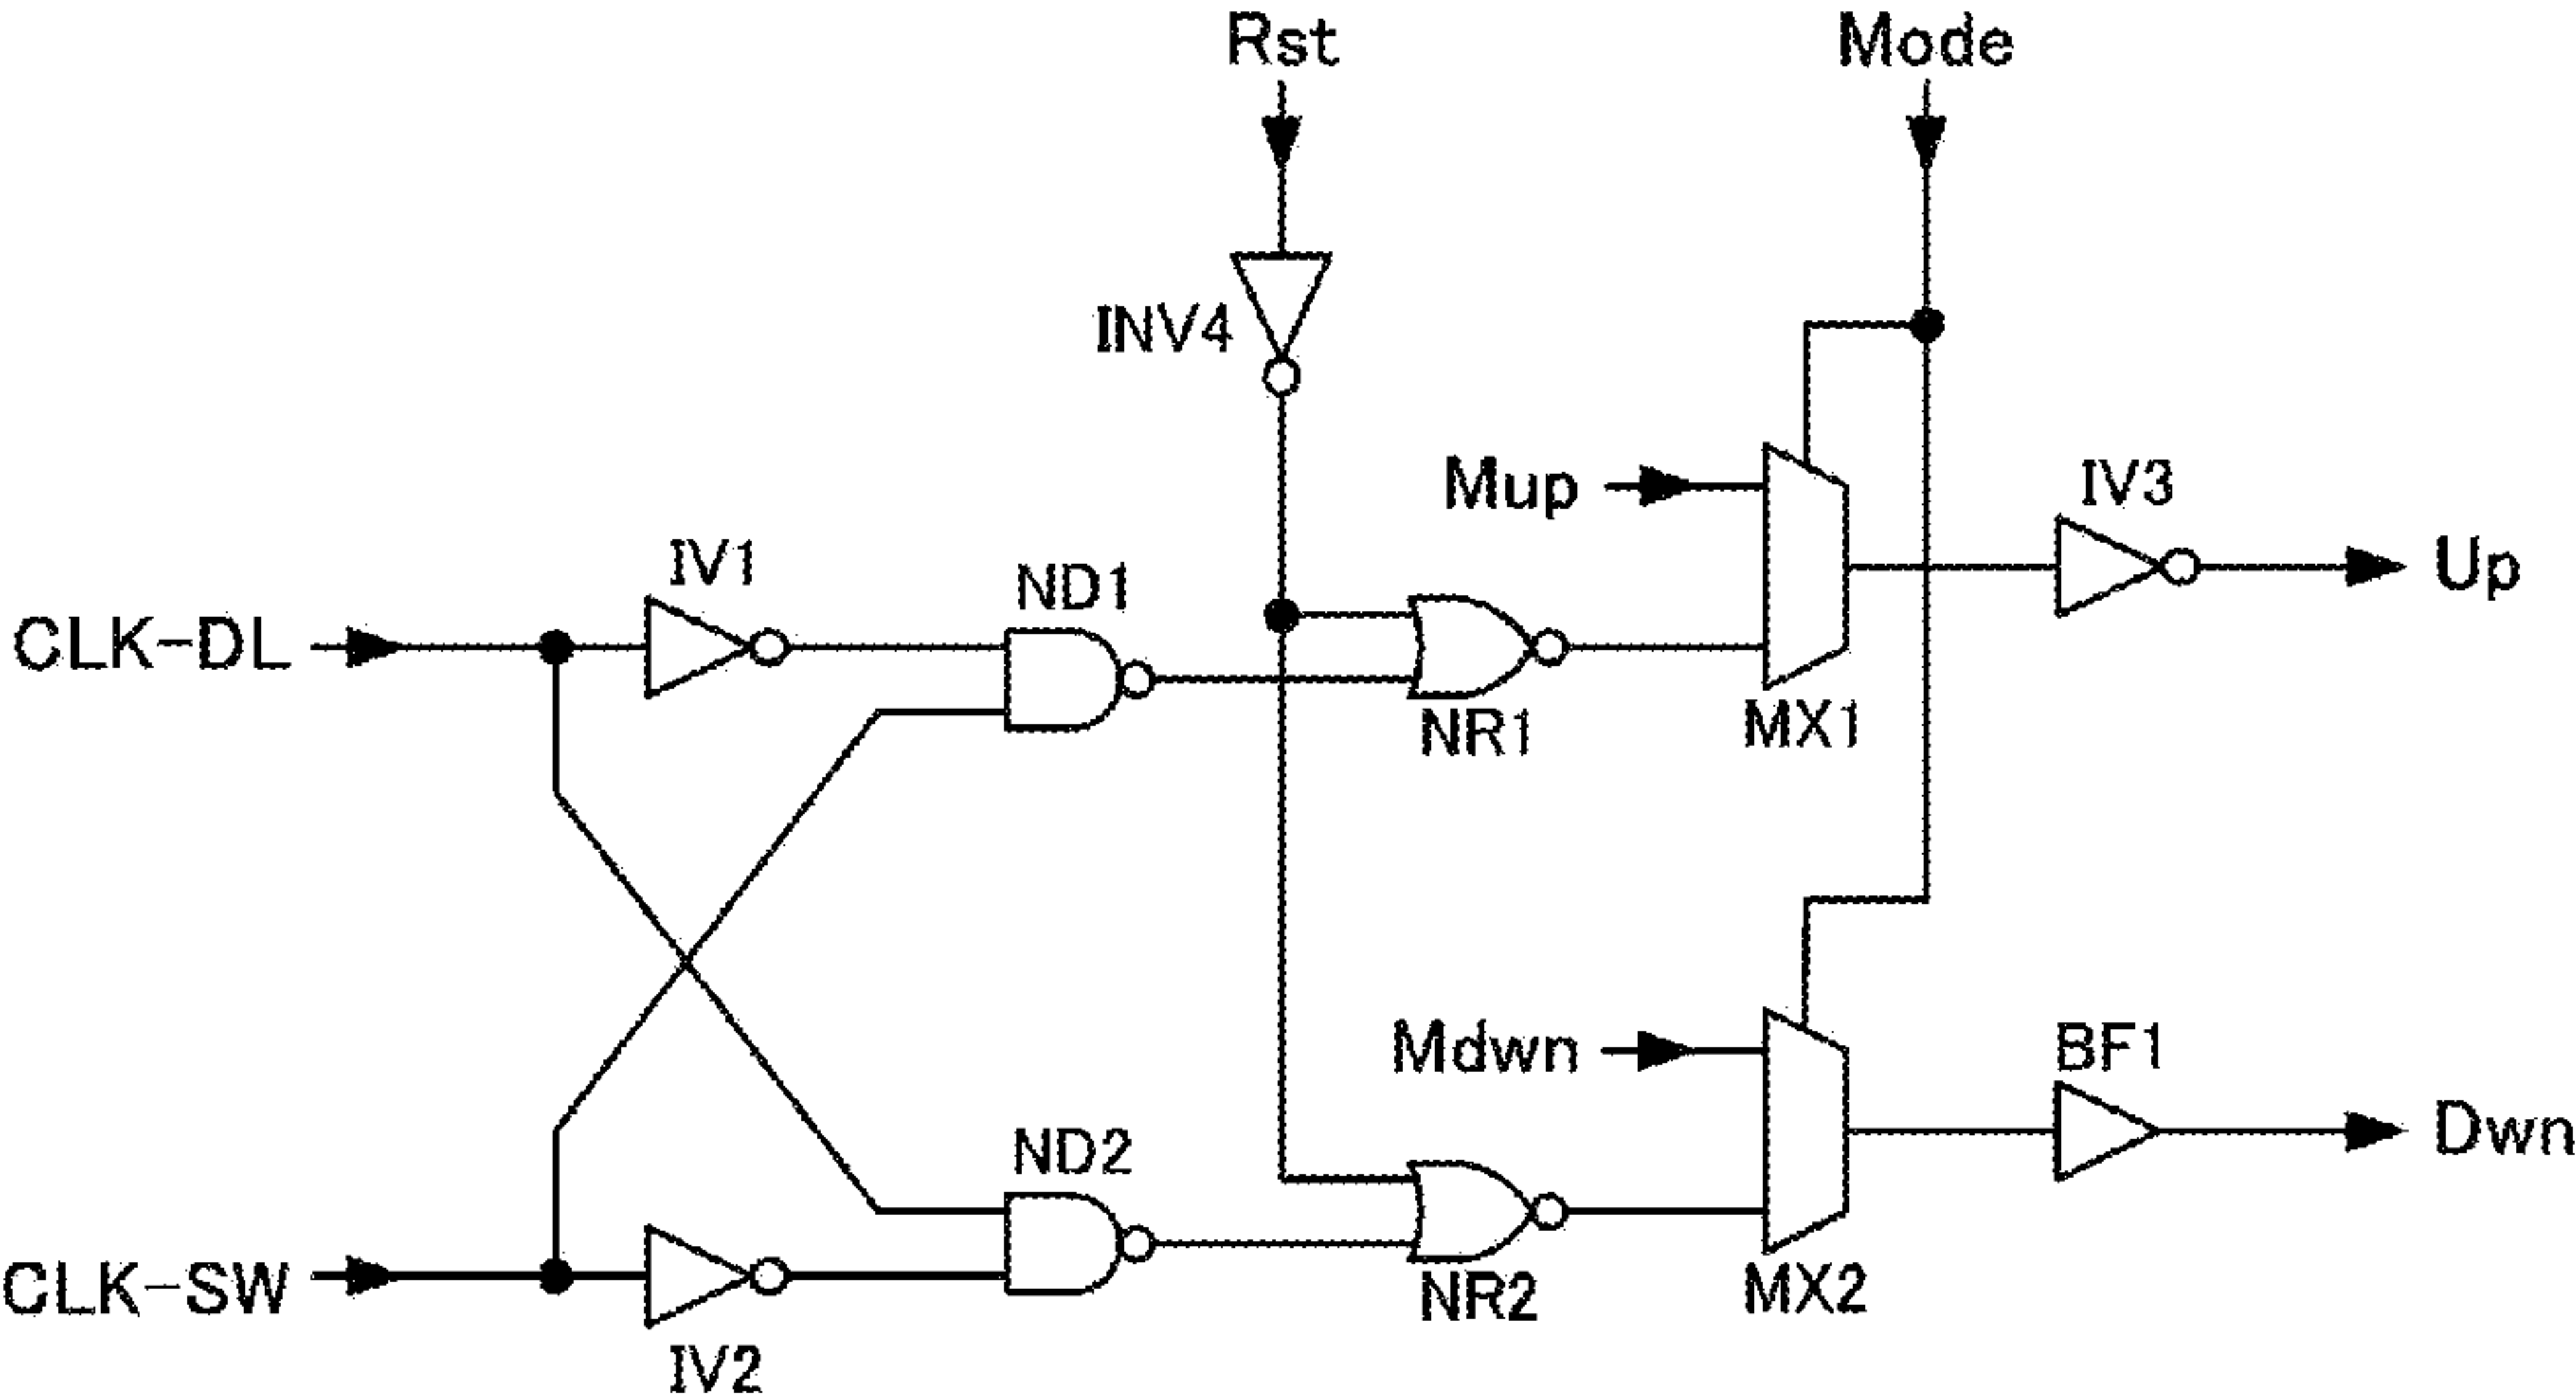 Rst
Mode
INV4
Mup
IV3
IV1
ND1
Up
CLK-DL
NR1
MX1
Mdwn
BF1
ND2
Dwn
CLK-SW
NR2
MX2
IV2